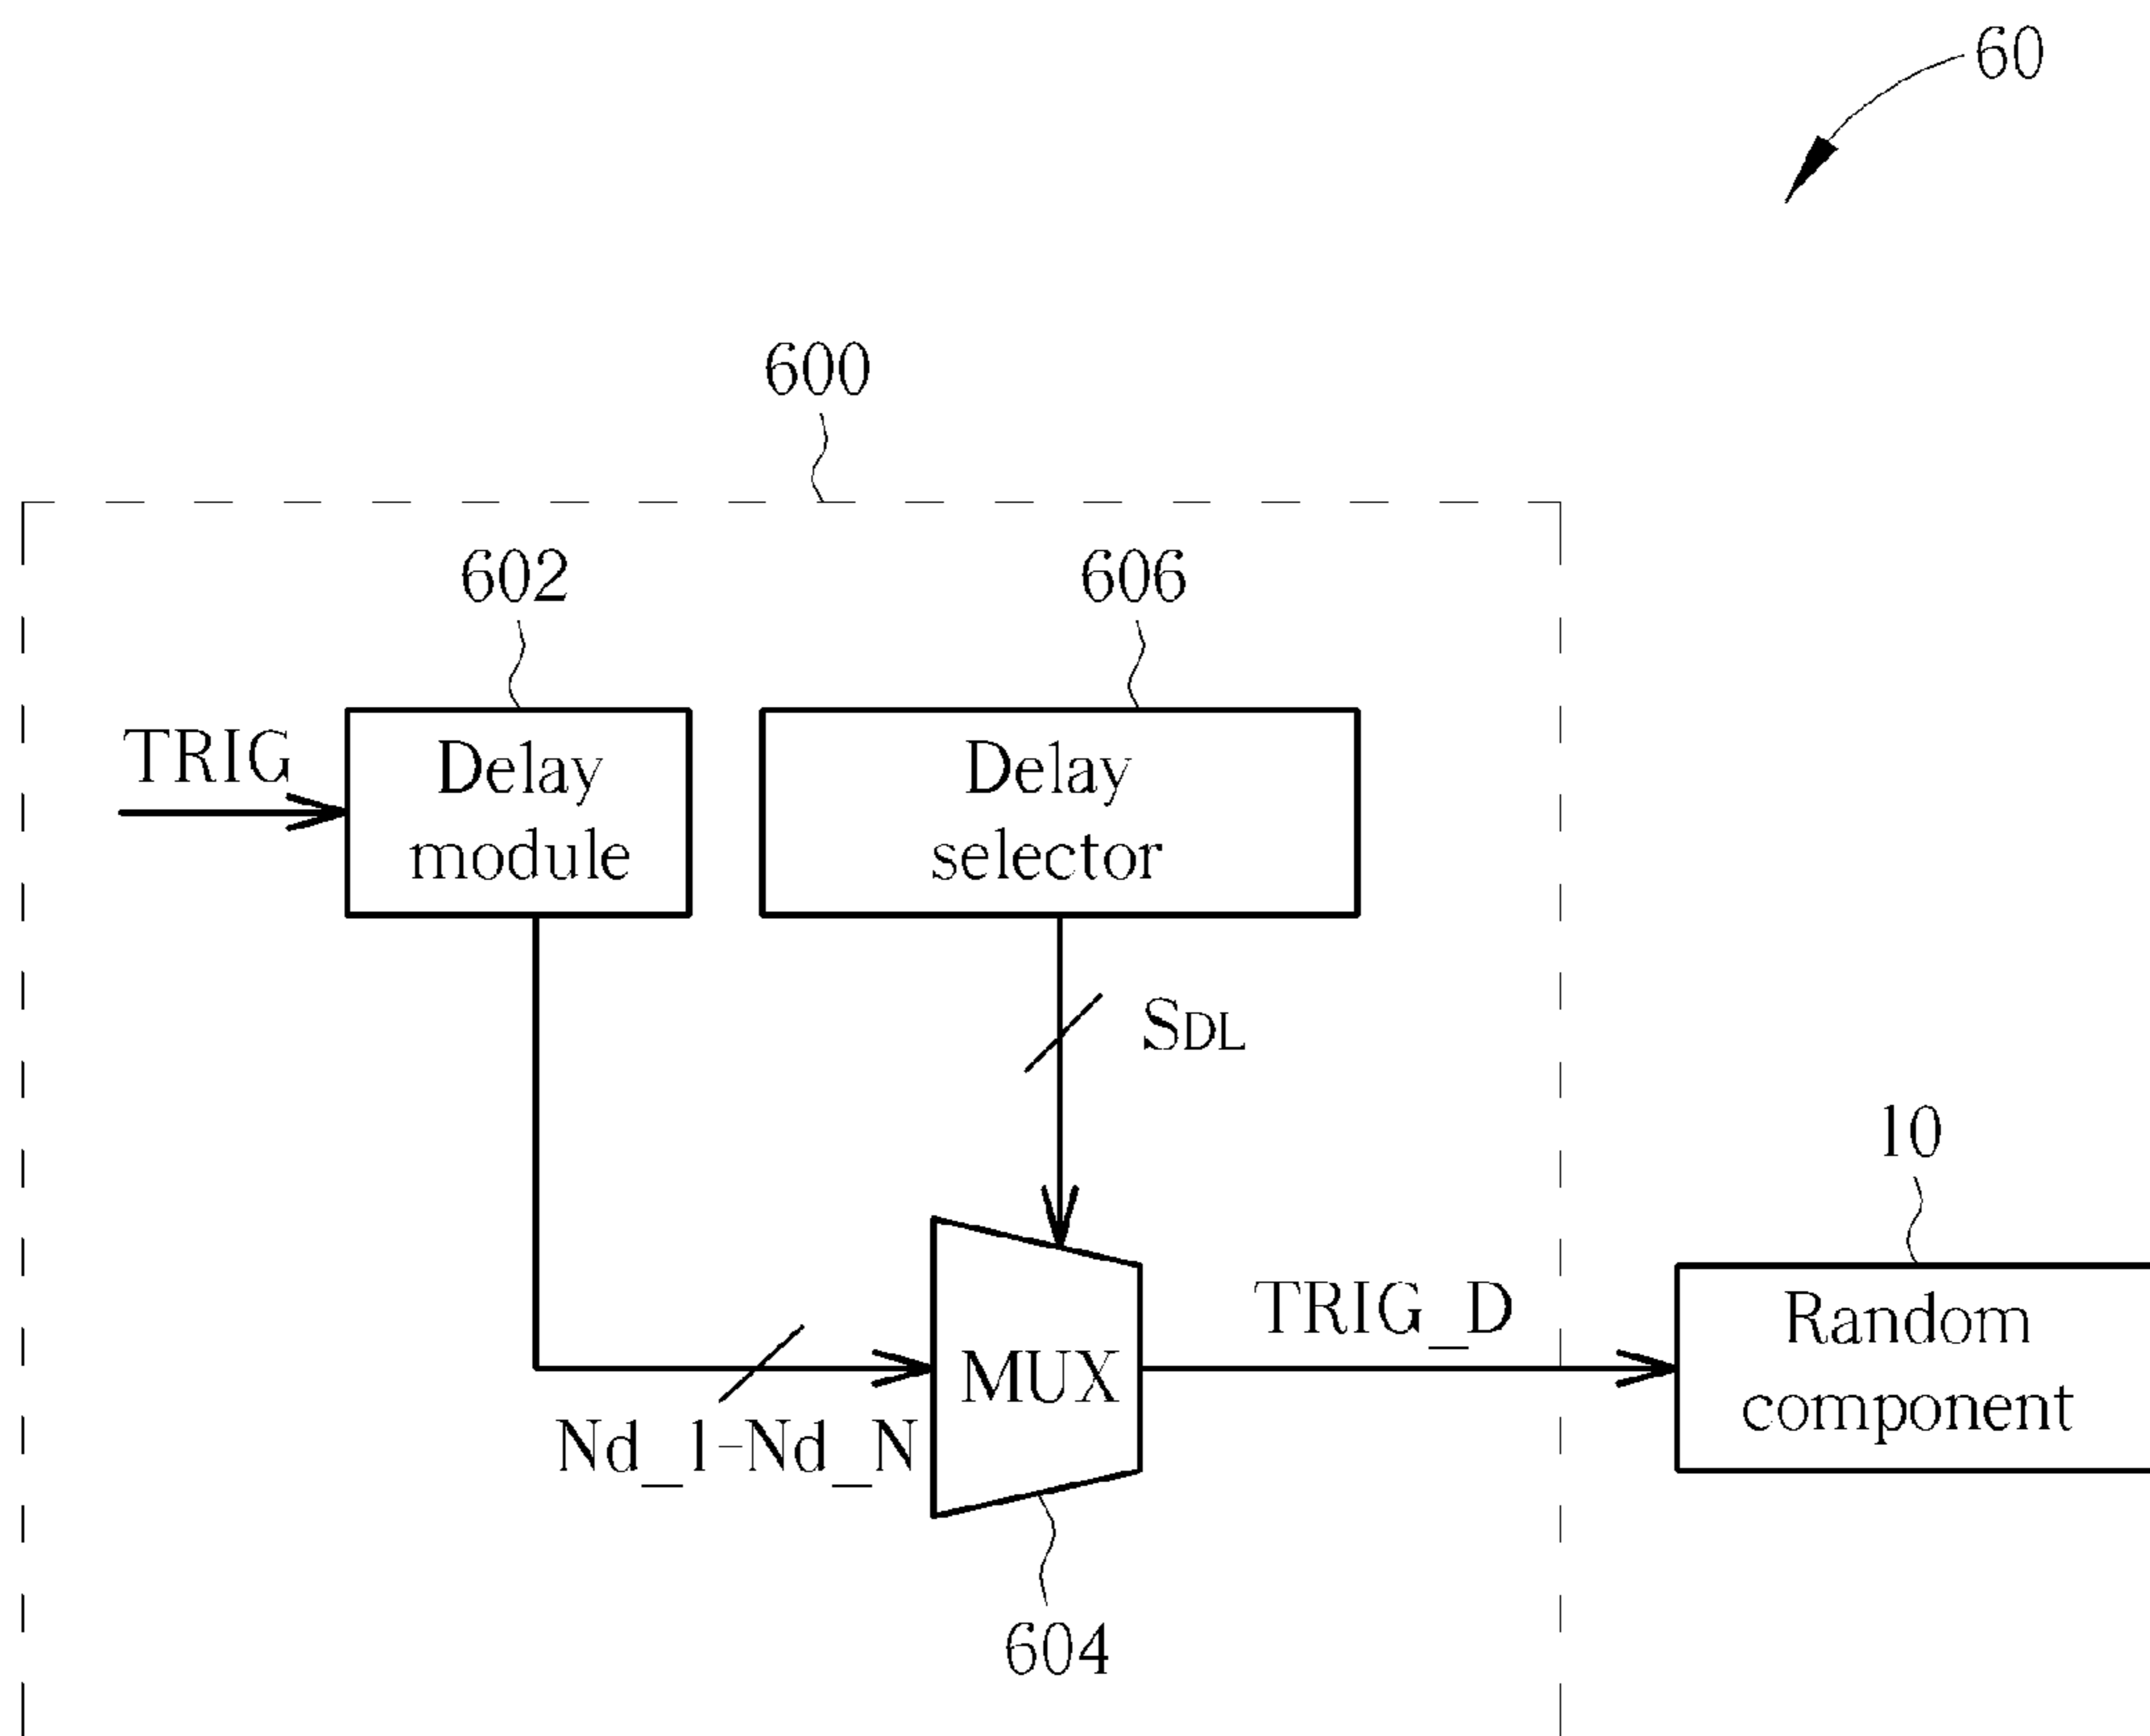 60
600
602
606
TRIG
Delay
module
Delay
selector
SDL
10
TRIG_D
Random
component
MUX
Nd_1-Nd_N
604